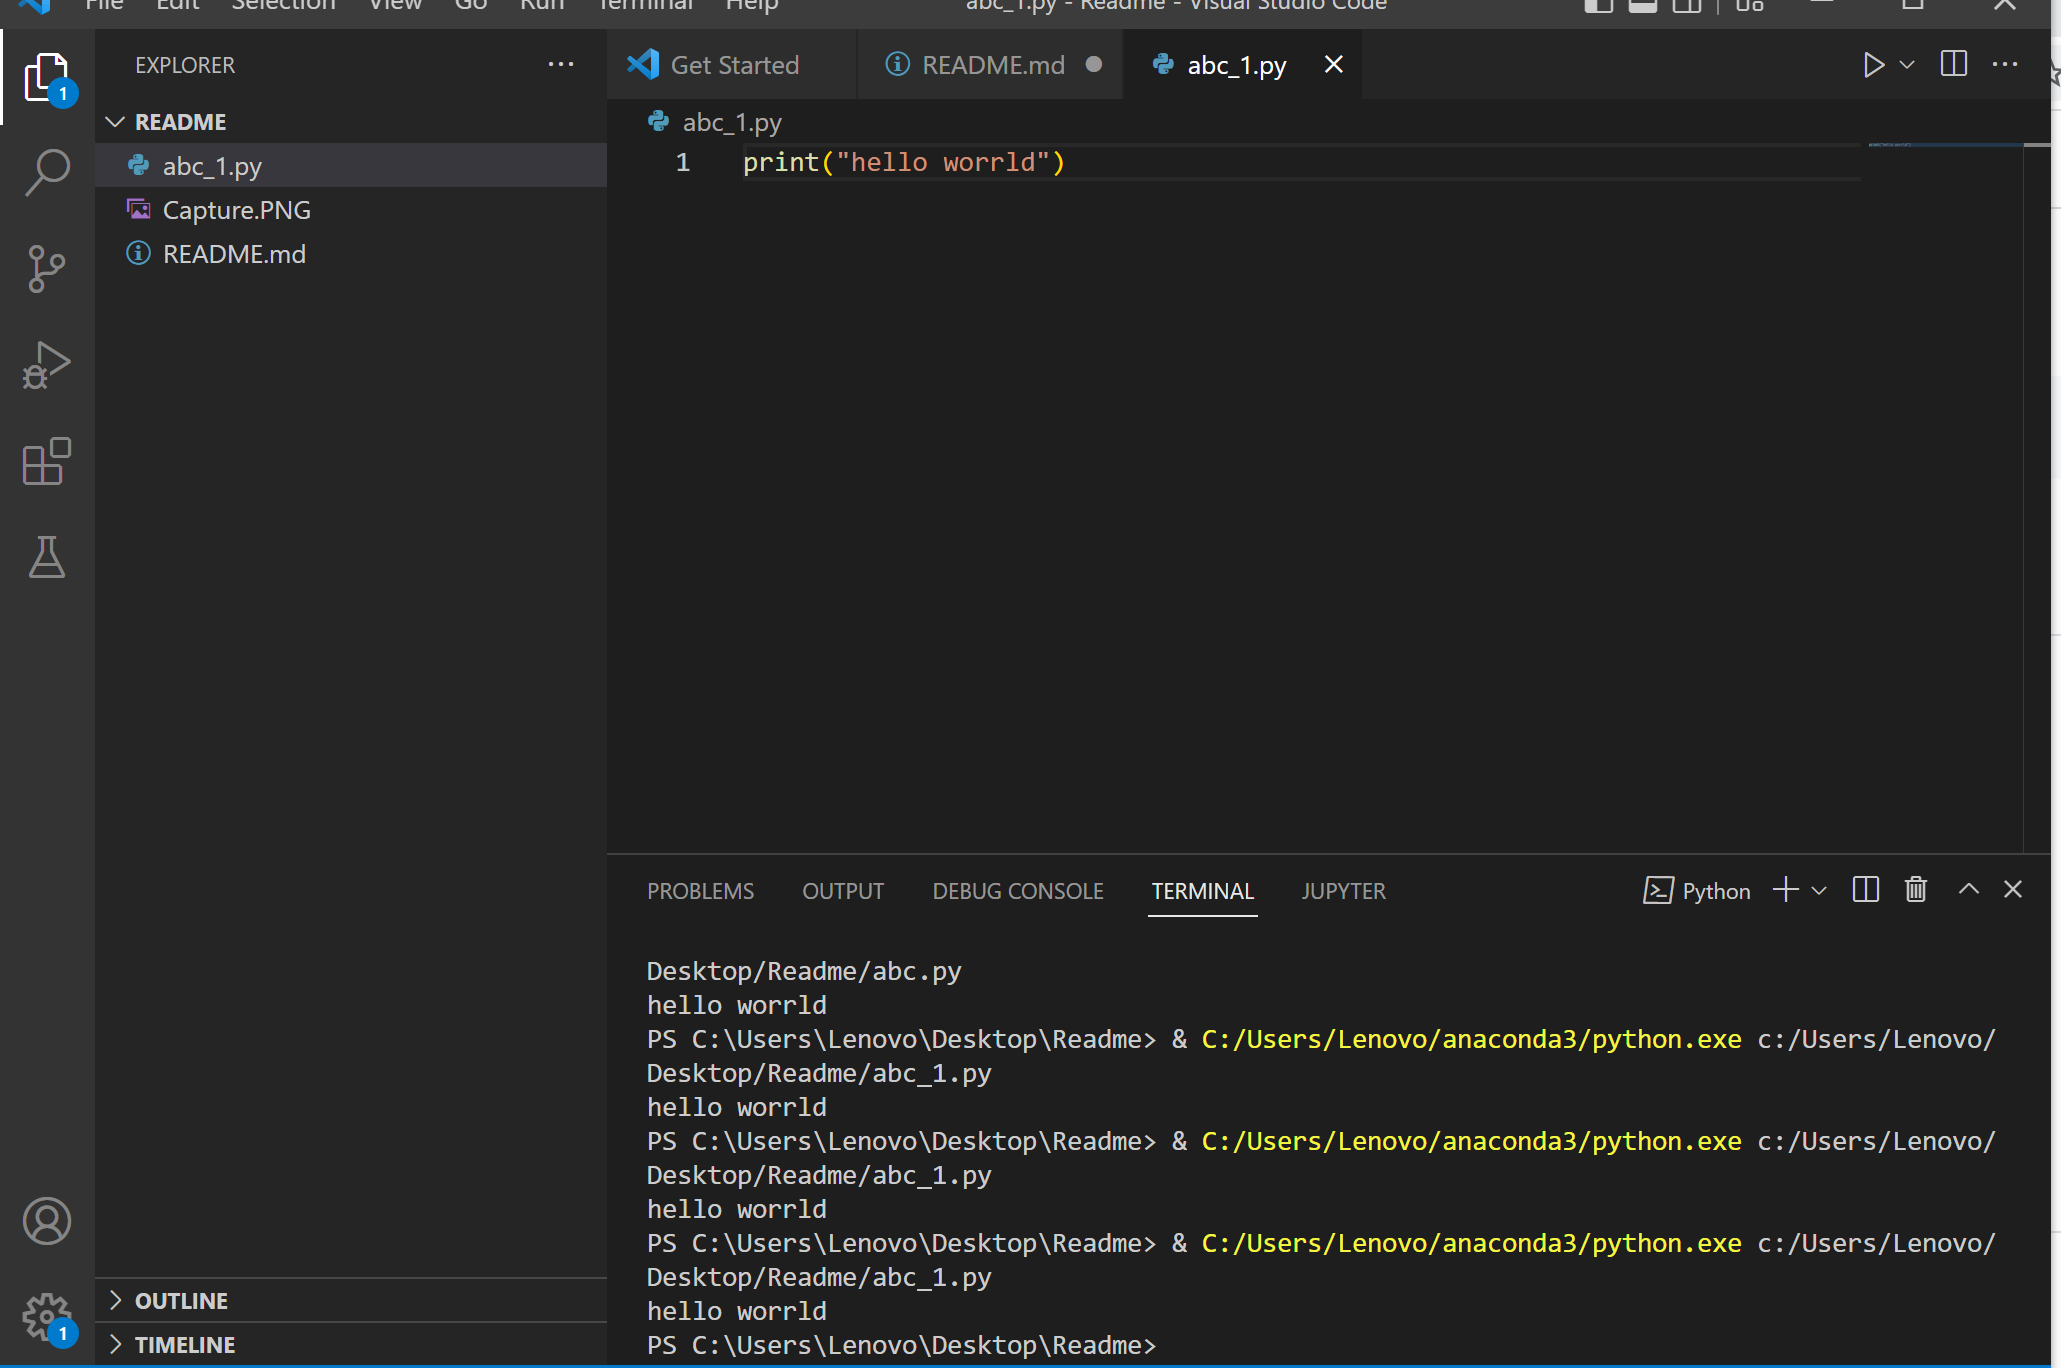 File Edit Selection View Go Run Terminal Help abc_1.py - Readme - Visual Studio Code
EXPLORER
Get Started README.md abc_1.py
1
README
abc_1.py
Capture.PNG
README.md
abc_1.py
1 print("hello worrld")
PROBLEMS OUTPUT DEBUG CONSOLE TERMINAL JUPYTER Python
Desktop/Readme/abc.py
hello worrld
PS C:\Users\Lenovo\Desktop\Readme> & C:/Users/Lenovo/anaconda3/python.exe c:/Users/Lenovo/
Desktop/Readme/abc_1.py
hello worrld
PS C:\Users\Lenovo\Desktop\Readme> & C:/Users/Lenovo/anaconda3/python.exe c:/Users/Lenovo/
Desktop/Readme/abc_1.py
hello worrld
PS C:\Users\Lenovo\Desktop\Readme> & C:/Users/Lenovo/anaconda3/python.exe c:/Users/Lenovo/
Desktop/Readme/abc_1.py
hello worrld
PS C:\Users\Lenovo\Desktop\Readme>
OUTLINE
1
TIMELINE